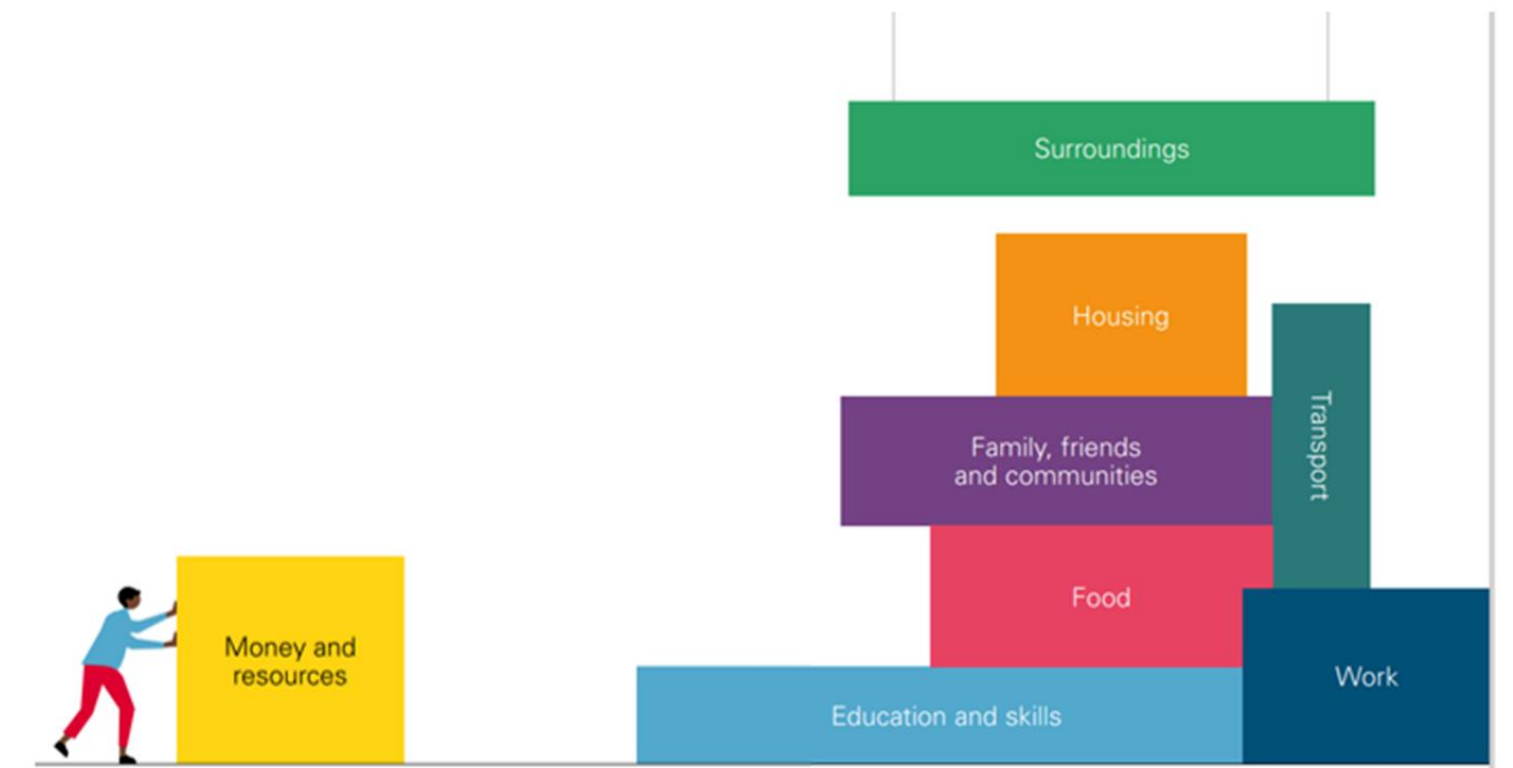 Surroundings
Housing
Transport
Family, friends
and communities
Food
Money and
resources
Work
Education and skills